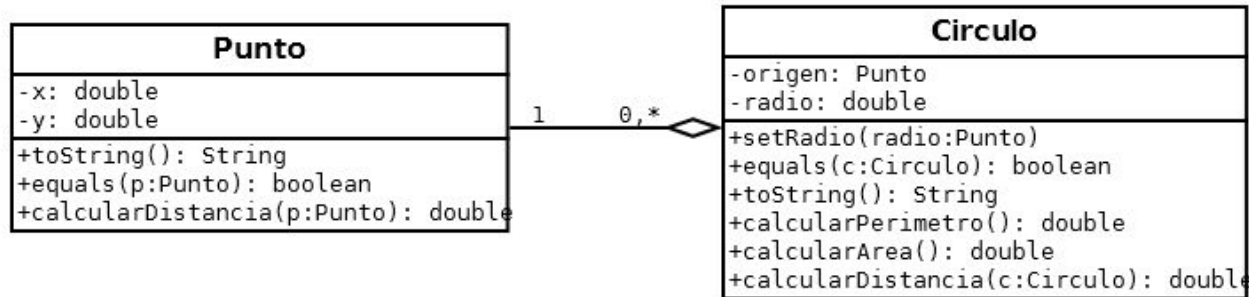 Punto
-x: double
-y: double
+toString(): String
+equals(p:Punto): boolean
+calcularDistancia(p:Punto): double
1
0,*
Circulo
-origen: Punto
-radio: double
+setRadio(radio:Punto)
+equals(c:Circulo): boolean
+toString(): String
+calcularPerimetro(): double
+calcularArea(): double
+calcularDistancia(c:Circulo): double